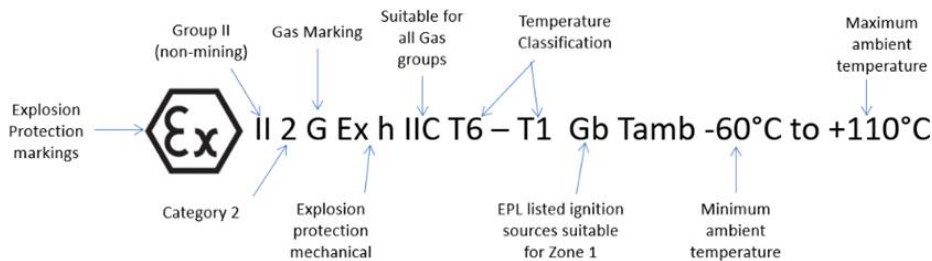 Group II
(non-mining)
Gas Marking
Suitable for
all Gas
groups
Temperature
Classification
Maximum
ambient
temperature
Explosion
Protection
markings
Ex II 2 G Ex h IIC T6 – T1 Gb Tamb -60°C to +110°C
Category 2
Explosion
protection
mechanical
EPL listed ignition
sources suitable
for Zone 1
Minimum
ambient
temperature